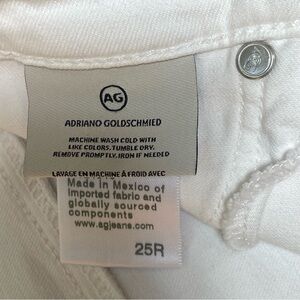 AG
ADRIANO GOLDSCHMIED
MACHINE WASH COLD WITH
LIKE COLORS. TUMBLE DRY.
REMOVE PROMPTLY. IRON IF NEEDED
LAVAGE EN MACHINE À FROID AVEC
Made in Mexico of
imported fabric and
globally sourced
components
www.agjeans.com
25R